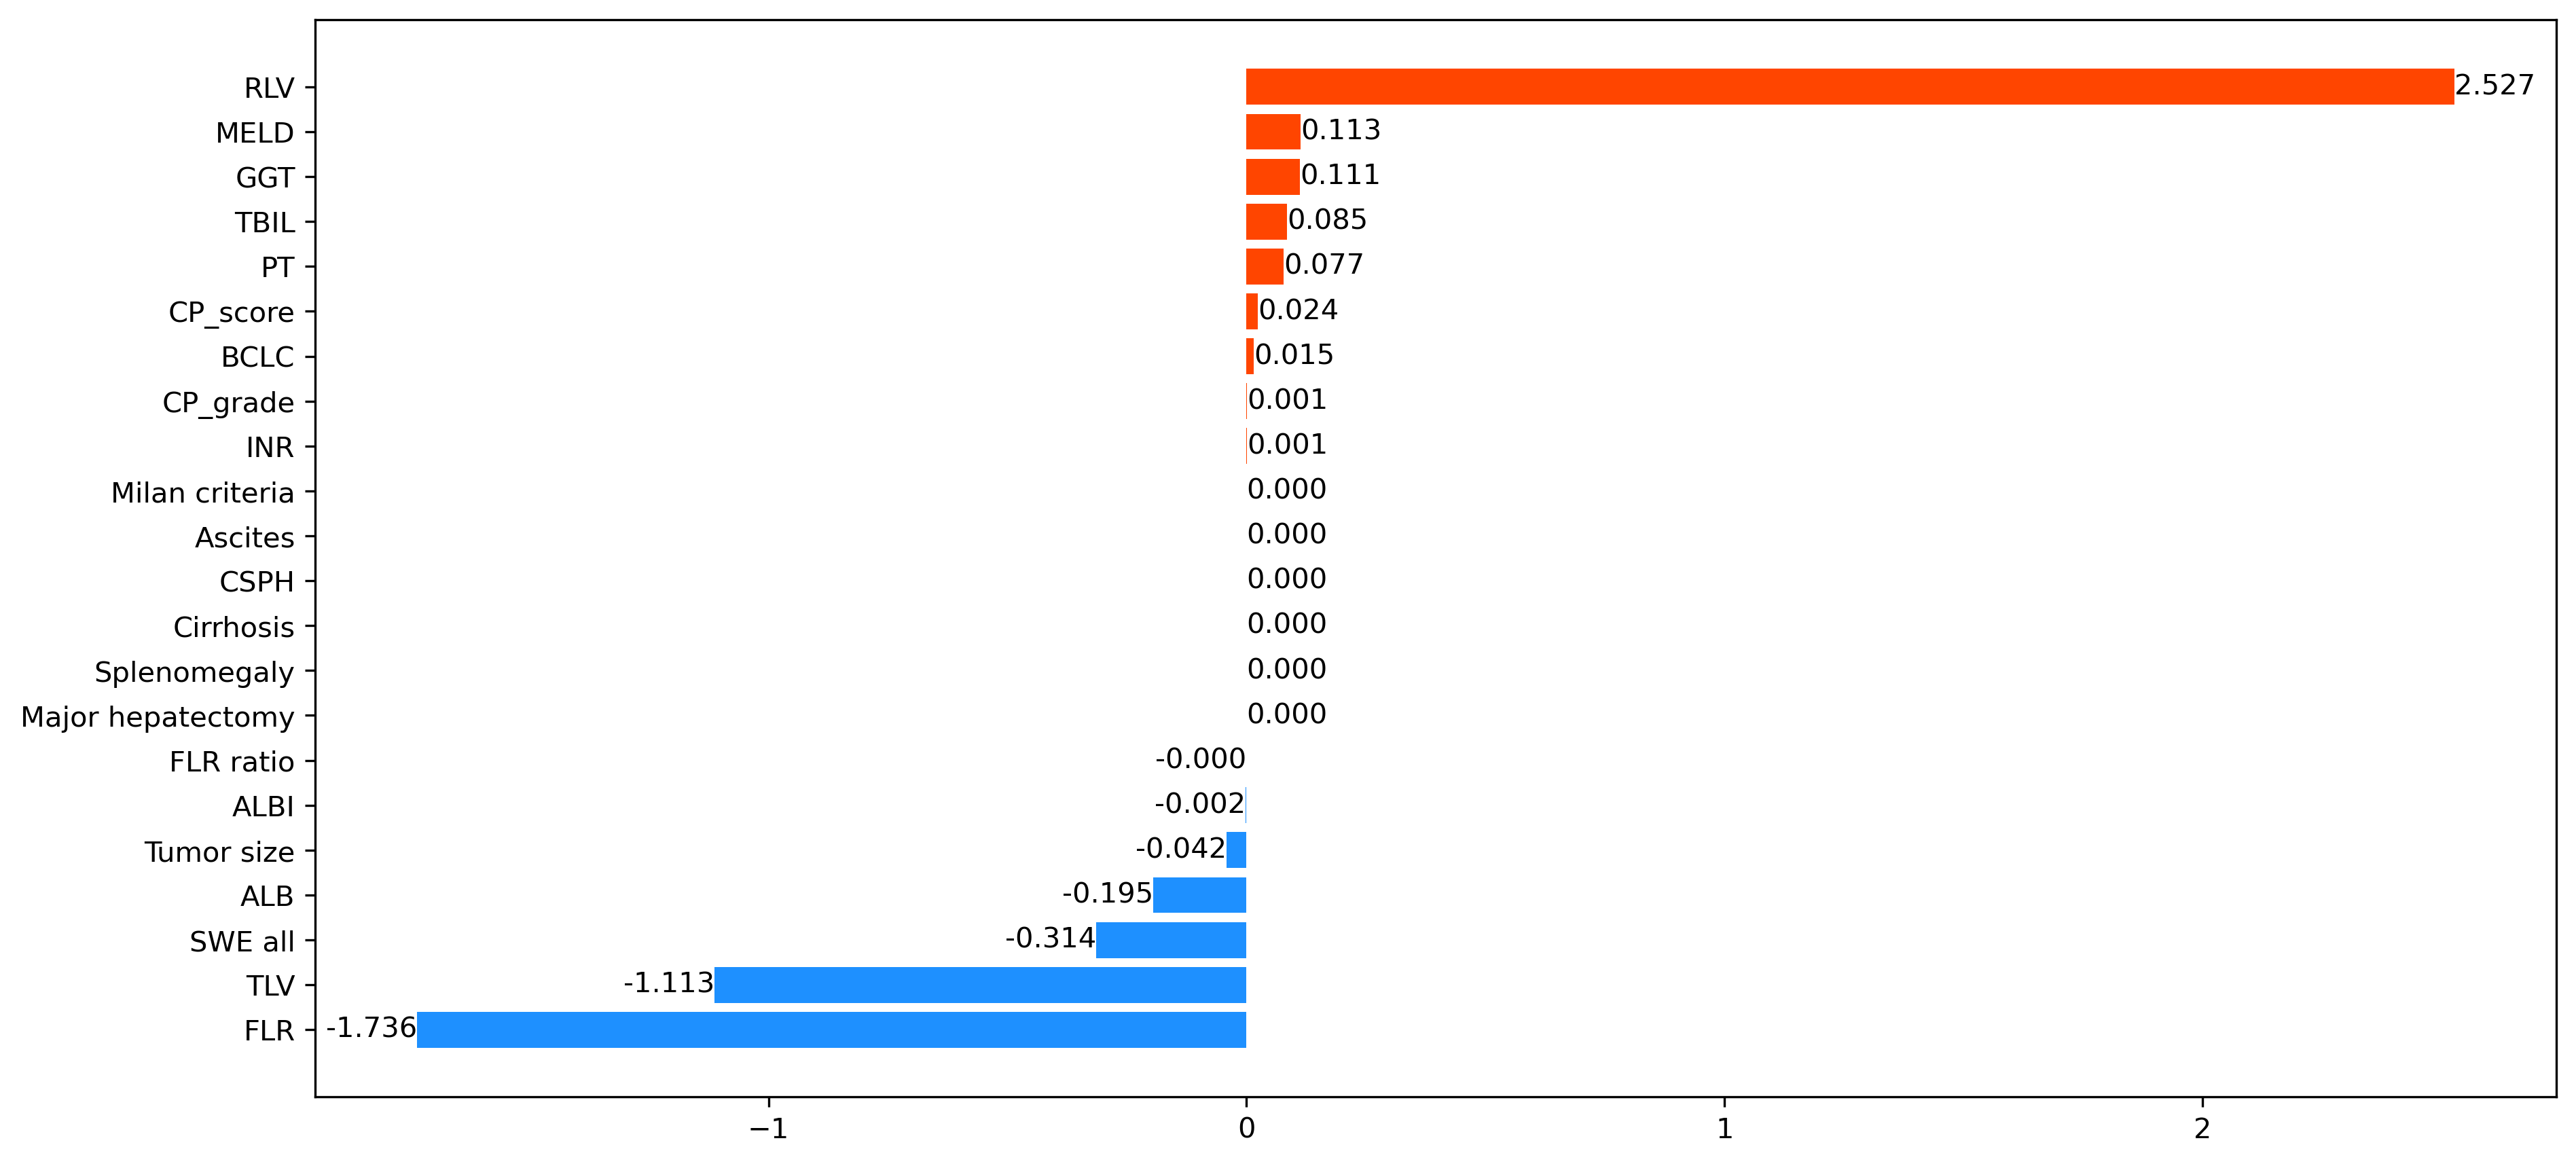 RLV 2.527
MELD 0.113
GGT 0.111
TBIL 0.085
PT 0.077
CP_score 0.024
BCLC 0.015
CP_grade 0.001
INR 0.001
Milan criteria 0.000
Ascites 0.000
CSPH 0.000
Cirrhosis 0.000
Splenomegaly 0.000
Major hepatectomy 0.000
FLR ratio -0.000
ALBI -0.002
Tumor size -0.042
ALB -0.195
SWE all -0.314
TLV -1.113
FLR -1.736
−1 0 1 2